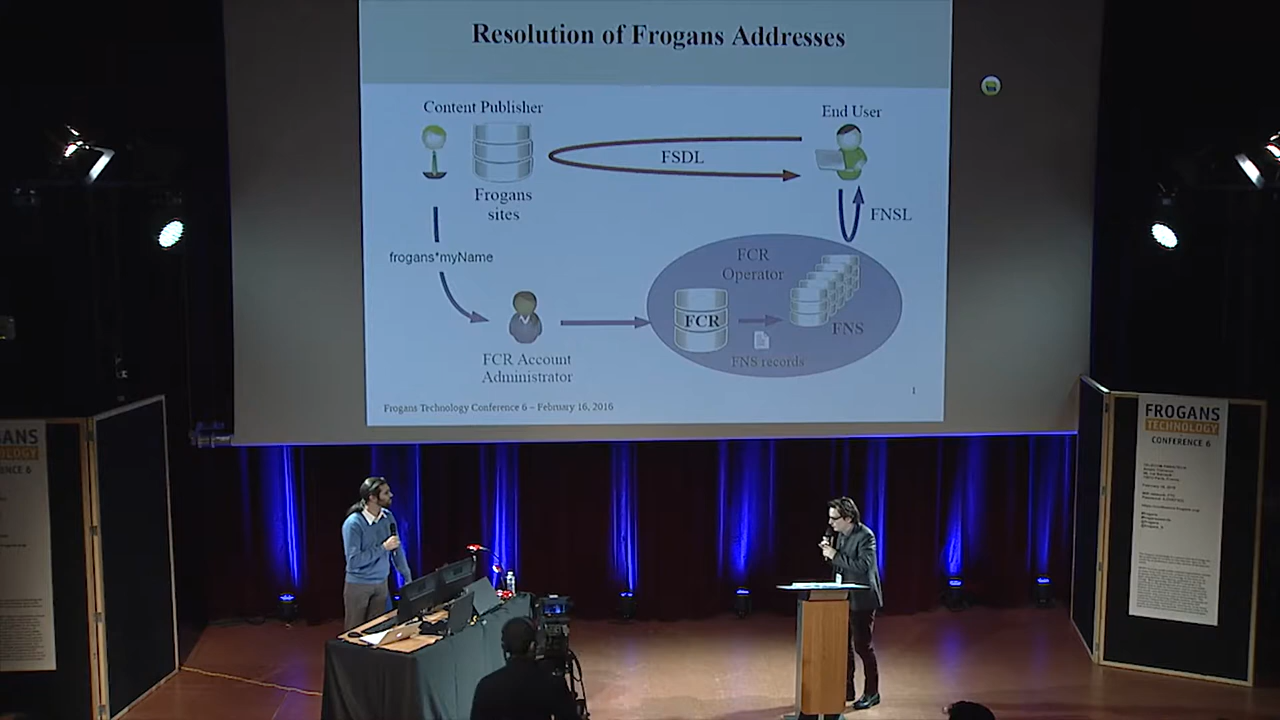 Resolution of Frogans Addresses
Content Publisher
End User
FSDL
Frogans
sites
FNSL
frogans*myName
FCR
Operator
FCR
FNS
FNS records
FCR Account
Administrator
1
Frogans Technology Conference 6 – February 16, 2016
FROGANS
TECHNOLOGY
CONFERENCE 6